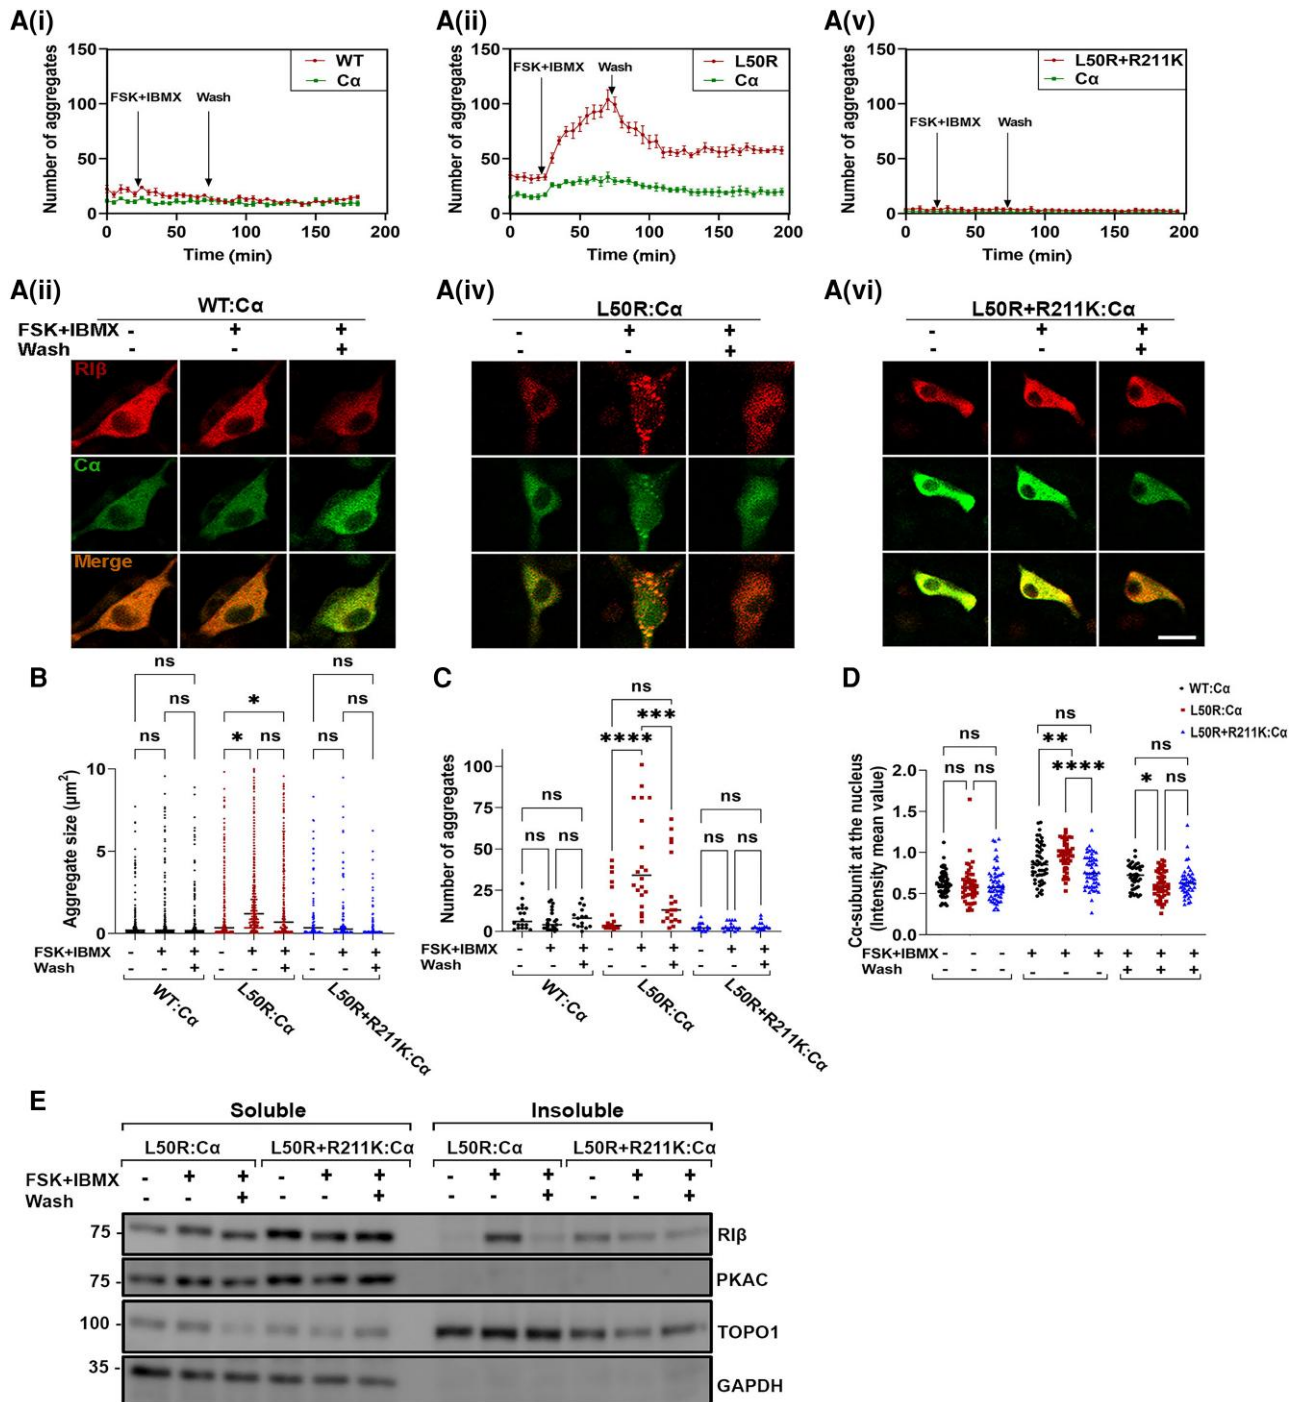 A(i)
Number of aggregates
150
100
50
0
0
50
100
150
200
Time (min)
FSK+IBMX
Wash
WT
Cα
A(ii)
Number of aggregates
150
100
50
0
0
50
100
150
200
Time (min)
FSK+IBMX
Wash
L50R
Cα
A(v)
Number of aggregates
150
100
50
0
0
50
100
150
200
Time (min)
FSK+IBMX
Wash
L50R+R211K
Cα
A(ii)
WT:Cα
FSK+IBMX - + +
Wash - - +
RIβ
Cα
Merge
A(iv)
L50R:Cα
- + +
- - +
A(vi)
L50R+R211K:Cα
- + +
- - +
B
Aggregate size (µm²)
10
5
0
ns
ns
ns
*
*
ns
ns
ns
ns
FSK+IBMX - + + - + + - + +
Wash - - + - - + - - +
WT:Cα
L50R:Cα
L50R+R211K:Cα
C
Number of aggregates
100
75
50
25
0
ns
ns
ns
ns
***
****
ns
ns
ns
FSK+IBMX - + + - + + - + +
Wash - - + - - + - - +
WT:Cα
L50R:Cα
L50R+R211K:Cα
D
WT:Cα
L50R:Cα
L50R+R211K:Cα
Cα-subunit at the nucleus
(Intensity mean value)
2.0
1.5
1.0
0.5
0.0
ns
ns
ns
ns
**
****
ns
*
ns
FSK+IBMX - - - + + + + + +
Wash - - - - - - + + +
E
Soluble
Insoluble
L50R:Cα
L50R+R211K:Cα
L50R:Cα
L50R+R211K:Cα
FSK+IBMX - + + - + + - + + - + +
Wash - - + - - + - - + - - +
75 -
RIβ
75 -
PKAC
100 -
TOPO1
35 -
GAPDH